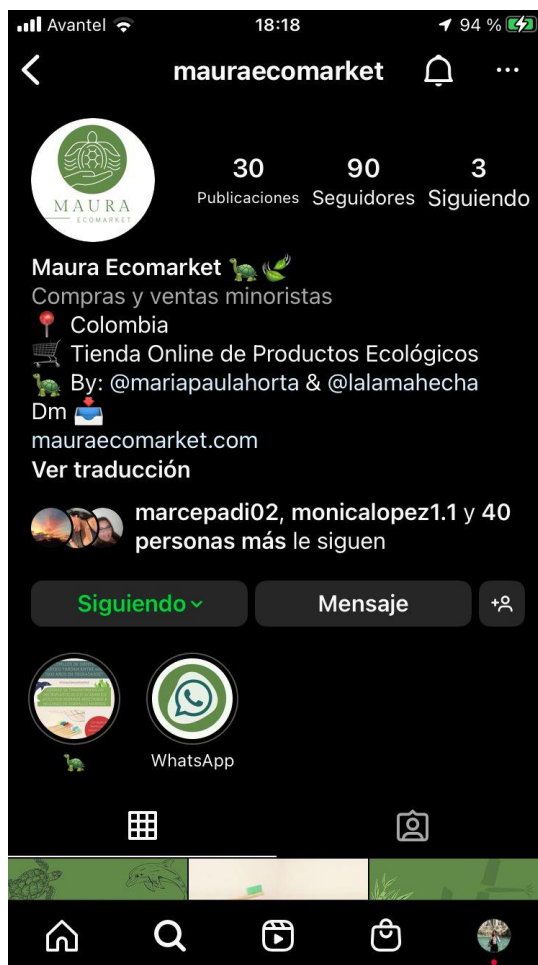 Avantel 18:18 94 %
mauraecomarket
MAURA
ECOMARKET
30 90 3
Publicaciones Seguidores Siguiendo
Maura Ecomarket
Compras y ventas minoristas
Colombia
Tienda Online de Productos Ecológicos
By: @mariapaulahorta & @lalamahecha
Dm
mauraecomarket.com
Ver traducción
marcepadi02, monicalopez1.1 y 40
personas más le siguen
Siguiendo Mensaje
WhatsApp